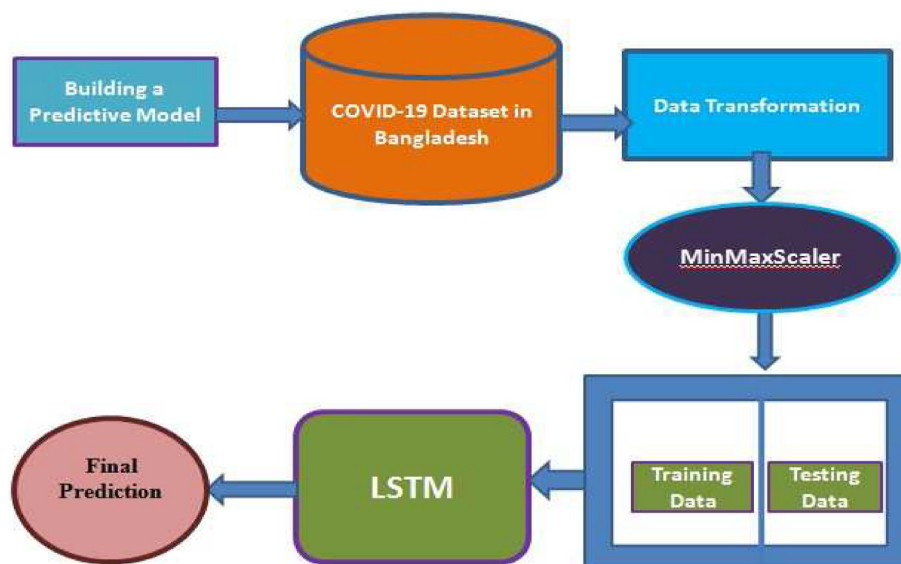 Building a
Predictive Model
COVID-19 Dataset in
Bangladesh
Data Transformation
MinMaxScaler
Training
Data
Testing
Data
LSTM
Final
Prediction